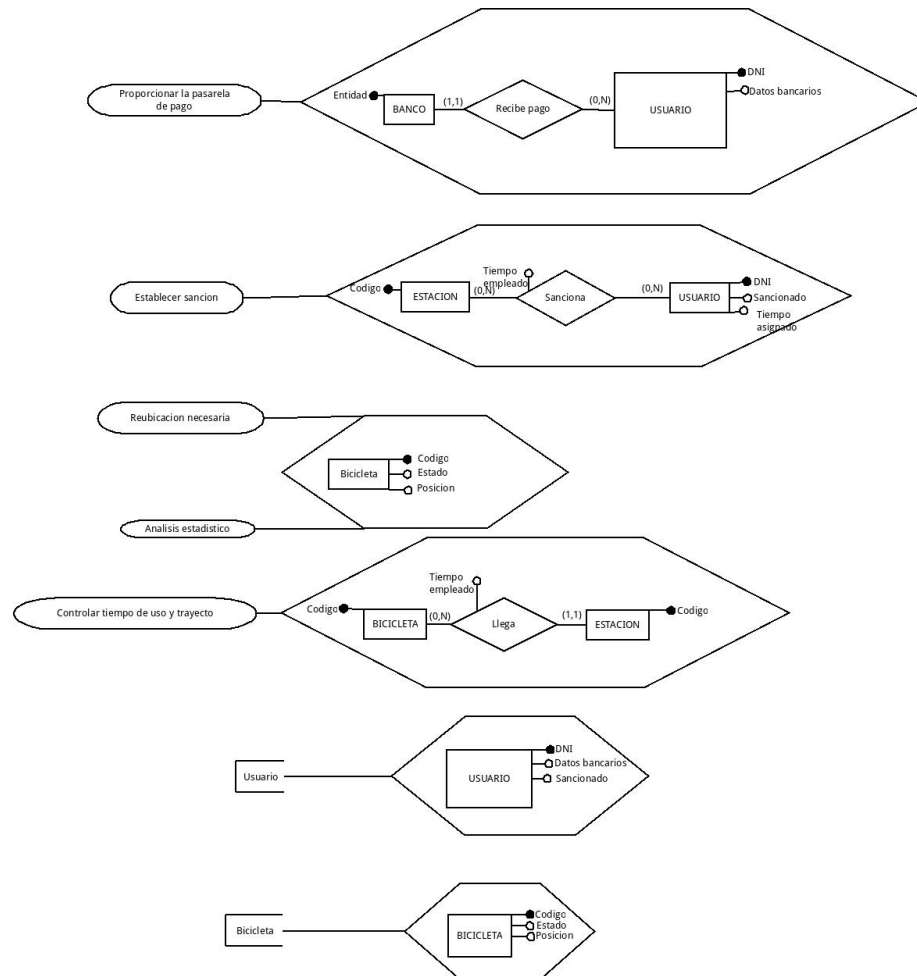 Proporcionar la pasarela
de pago
Entidad
BANCO
(1,1)
Recibe pago
(0,N)
USUARIO
DNI
Datos bancarios
Establecer sancion
Codigo
ESTACION
(0,N)
Tiempo
empleado
Sanciona
(0,N)
USUARIO
DNI
Sancionado
Tiempo
asignado
Reubicacion necesaria
Bicicleta
Codigo
Estado
Posicion
Analisis estadistico
Controlar tiempo de uso y trayecto
Codigo
BICICLETA
(0,N)
Tiempo
empleado
Llega
(1,1)
ESTACION
Codigo
Usuario
USUARIO
DNI
Datos bancarios
Sancionado
Bicicleta
BICICLETA
Codigo
Estado
Posicion